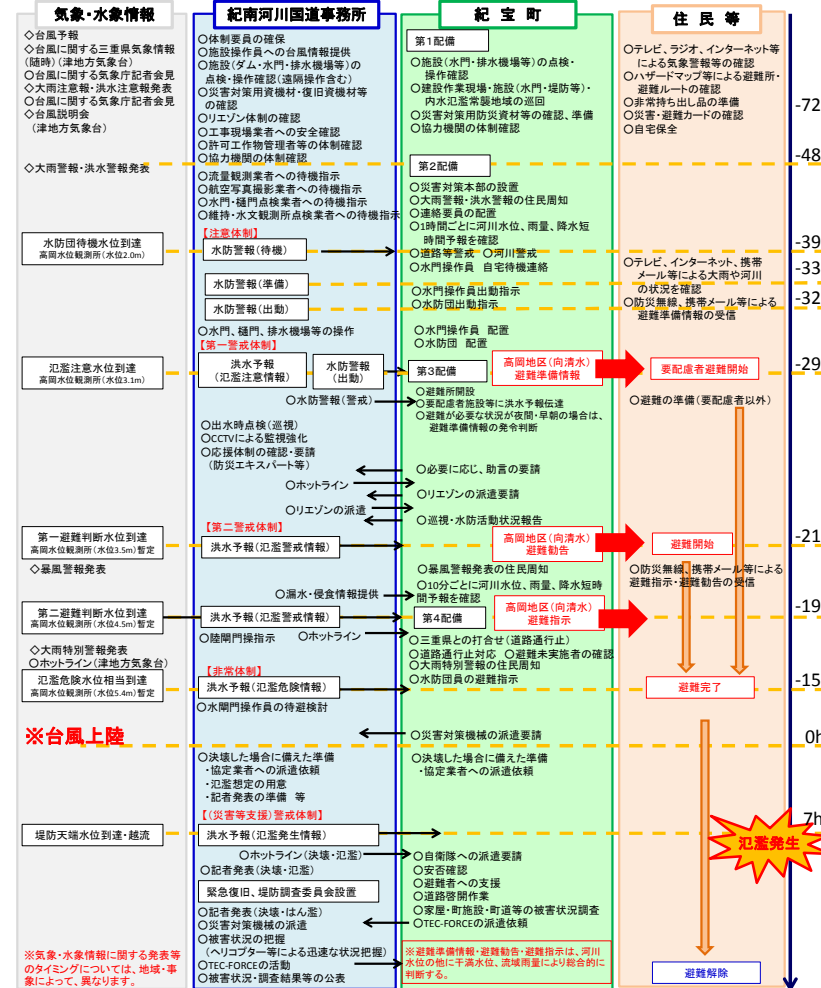 気象・水象情報
◇台風予報
◇台風に関する三重県気象情報
(随時)(津地方気象台)
○台風に関する気象庁記者会見
◇大雨注意報・洪水注意報発表
○台風に関する気象庁記者会見
◇台風説明会
(津地方気象台)
◇大雨警報・洪水警報発表
水防団待機水位到達
高岡水位観測所(水位2.0m)
氾濫注意水位到達
高岡水位観測所(水位3.1m)
第一避難判断水位到達
高岡水位観測所(水位3.5m)暫定
◇暴風警報発表
第二避難判断水位到達
高岡水位観測所(水位4.5m)暫定
◇大雨特別警報発表
○ホットライン(津地方気象台)
氾濫危険水位相当到達
高岡水位観測所(水位5.4m)暫定
※台風上陸
堤防天端水位到達・越流
※気象・水象情報に関する発表等
のタイミングについては、地域・事
象によって、異なります。
紀南河川国道事務所
○体制要員の確保
○施設操作員への台風情報提供
○施設(ダム・水門・排水機場等)の
点検・操作確認(遠隔操作含む)
○災害対策用資機材・復旧資機材等
の確認
○リエゾン体制の確認
○工事現場業者への安全確認
○許可工作物管理者等の体制確認
○協力機関の体制確認
○流量観測業者への待機指示
○航空写真撮影業者への待機指示
○水門・樋門点検業者への待機指示
○維持・水文観測所点検業者への待機指示
【注意体制】
水防警報(待機)
水防警報(準備)
水防警報(出動)
○水門、樋門、排水機場等の操作
【第一警戒体制】
洪水予報
(氾濫注意情報)
水防警報
(出動)
○水防警報(警戒)
○出水時点検(巡視)
○CCTVによる監視強化
○応援体制の確認・要請
(防災エキスパート等)
○ホットライン
○リエゾンの派遣
【第二警戒体制】
洪水予報(氾濫警戒情報)
○漏水・侵食情報提供
洪水予報(氾濫警戒情報)
○陸閘門操指示
○ホットライン
【非常体制】
洪水予報(氾濫危険情報)
○水閘門操作員の待避検討
○決壊した場合に備えた準備
・協定業者への派遣依頼
・氾濫想定の用意
・記者発表の準備 等
【(災害等支援)警戒体制】
洪水予報(氾濫発生情報)
○ホットライン(決壊・氾濫)
○記者発表(決壊・氾濫)
緊急復旧、堤防調査委員会設置
○記者発表(決壊・はん濫)
○災害対策機械の派遣
○被害状況の把握
(ヘリコプター等による迅速な状況把握)
○TEC-FORCEの活動
○被害状況・調査結果等の公表
紀宝町
第1配備
○施設(水門・排水機場等)の点検・
操作確認
○建設作業現場・施設(水門・堤防等)・
内水氾濫常襲地域の巡回
○災害対策用防災資材等の確認、準備
○協力機関の体制確認
第2配備
○災害対策本部の設置
○大雨警報・洪水警報の住民周知
○連絡要員の配置
○1時間ごとに河川水位、雨量、降水短
時間予報を確認
○道路等警戒 ○河川警戒
○水門操作員 自宅待機連絡
○水門操作員出動指示
○水防団出動指示
○水門操作員 配置
○水防団 配置
第3配備
高岡地区(向清水)
避難準備情報
○避難所開設
○要配慮者施設等に洪水予報伝達
○避難が必要な状況が夜間・早朝の場合は、
避難準備情報の発令判断
○必要に応じ、助言の要請
○リエゾンの派遣要請
○巡視・水防活動状況報告
高岡地区(向清水)
避難勧告
○暴風警報発表の住民周知
○10分ごとに河川水位、雨量、降水短時
間予報を確認
第4配備
高岡地区(向清水)
避難指示
○三重県との打合せ(道路通行止)
○道路通行止対応 ○避難未実施者の確認
○大雨特別警報の住民周知
○水防団員の避難指示
○災害対策機械の派遣要請
○決壊した場合に備えた準備
・協定業者への派遣依頼
○自衛隊への派遣要請
○安否確認
○避難者への支援
○道路啓開作業
○家屋・町施設・町道等の被害状況調査
○TEC-FORCEの派遣依頼
※避難準備情報・避難勧告・避難指示は、河川
水位の他に干満水位、流域雨量により総合的に
判断する。
住民等
○テレビ、ラジオ、インターネット等
による気象警報等の確認
○ハザードマップ等による避難所・
避難ルートの確認
○非常持ち出し品の準備
○災害・避難カードの確認
○自宅保全
○テレビ、インターネット、携帯
メール等による大雨や河川
の状況を確認
○防災無線、携帯メール等による
避難準備情報の受信
要配慮者避難開始
○避難の準備(要配慮者以外)
避難開始
○防災無線、携帯メール等による
避難指示・避難勧告の受信
避難完了
氾濫発生
避難解除
-72
-48
-39
-33
-32
-29
-21
-19
-15
0h
7h